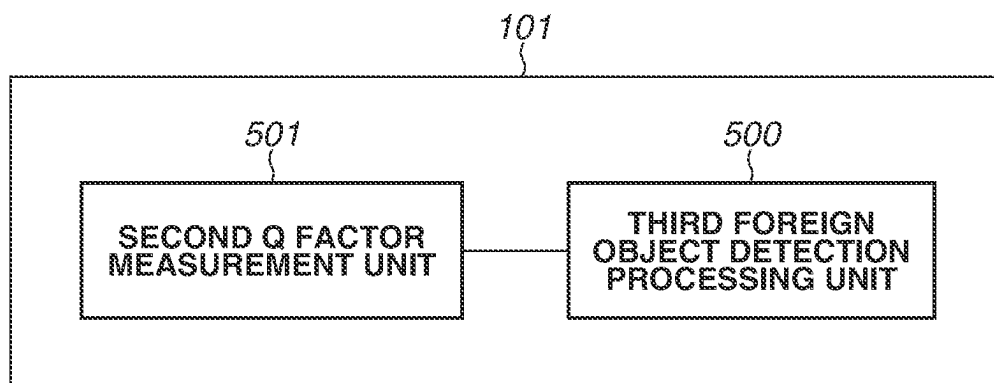 101
501
500
SECOND Q FACTOR
MEASUREMENT UNIT
THIRD FOREIGN
OBJECT DETECTION
PROCESSING UNIT